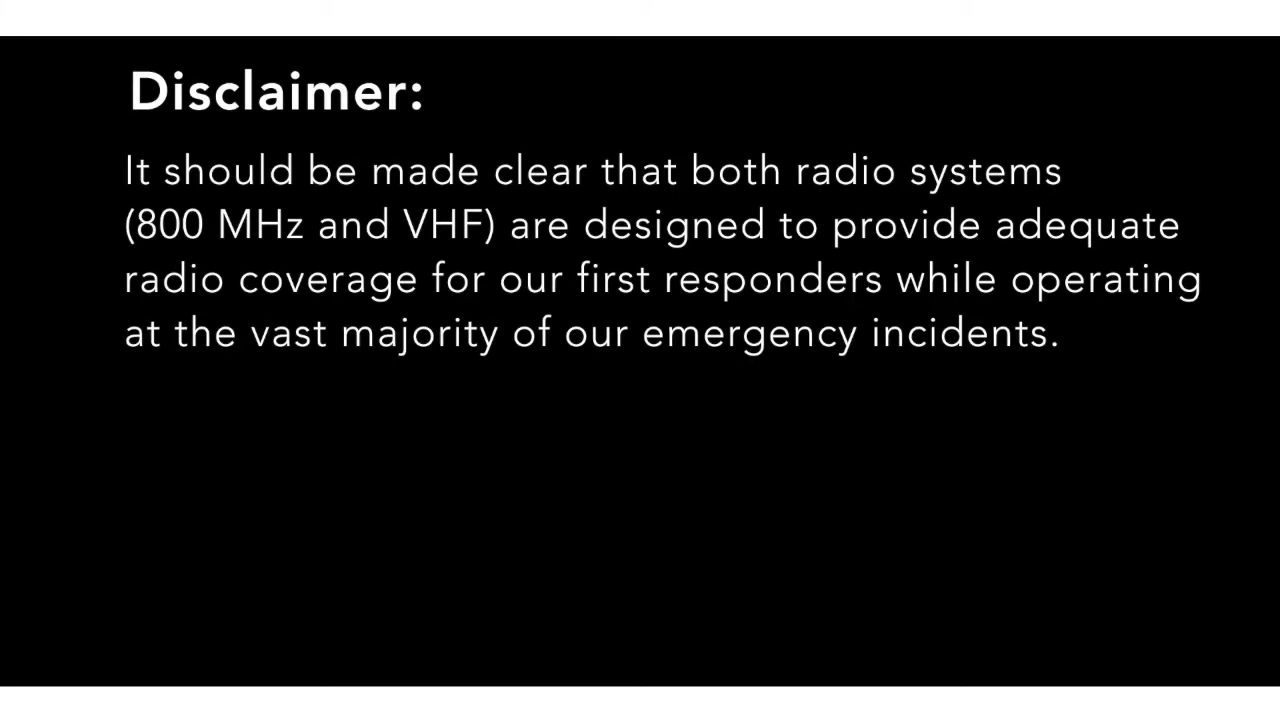 Disclaimer:
It should be made clear that both radio systems
(800 MHz and VHF) are designed to provide adequate
radio coverage for our first responders while operating
at the vast majority of our emergency incidents.